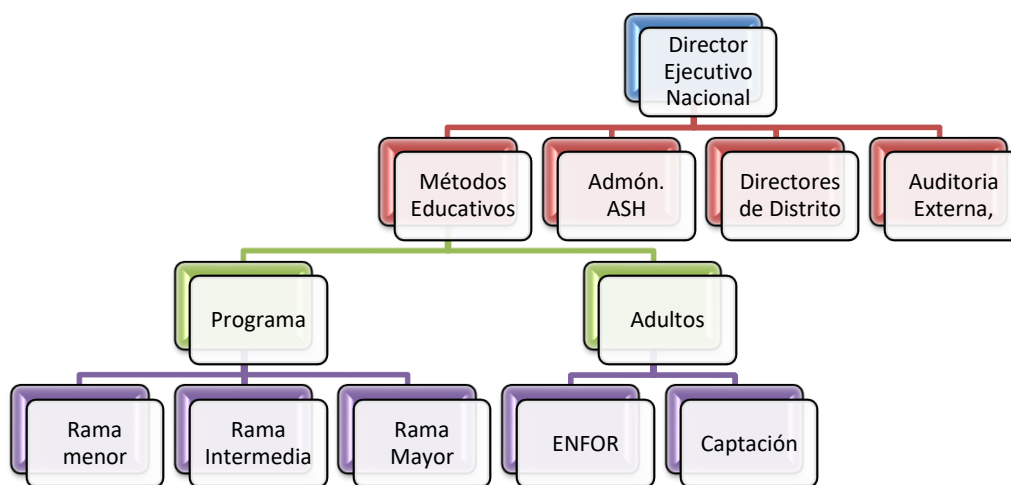 Director
Ejecutivo
Nacional
Métodos
Educativos
Admón.
ASH
Directores
de Distrito
Auditoria
Externa,
Programa
Adultos
Rama
menor
Rama
Intermedia
Rama
Mayor
ENFOR
Captación